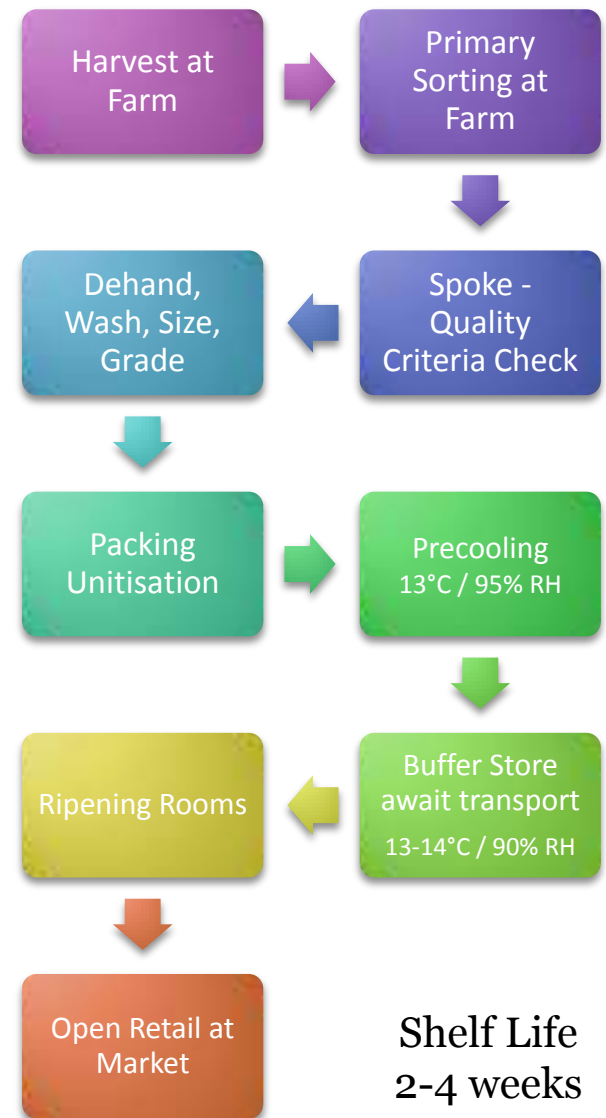 Harvest at
Farm
Primary
Sorting at
Farm
Spoke -
Quality
Criteria Check
Dehand,
Wash, Size,
Grade
Packing
Unitisation
Precooling
13°C / 95% RH
Buffer Store
await transport
13-14°C / 90% RH
Ripening Rooms
Open Retail at
Market
Shelf Life
2-4 weeks